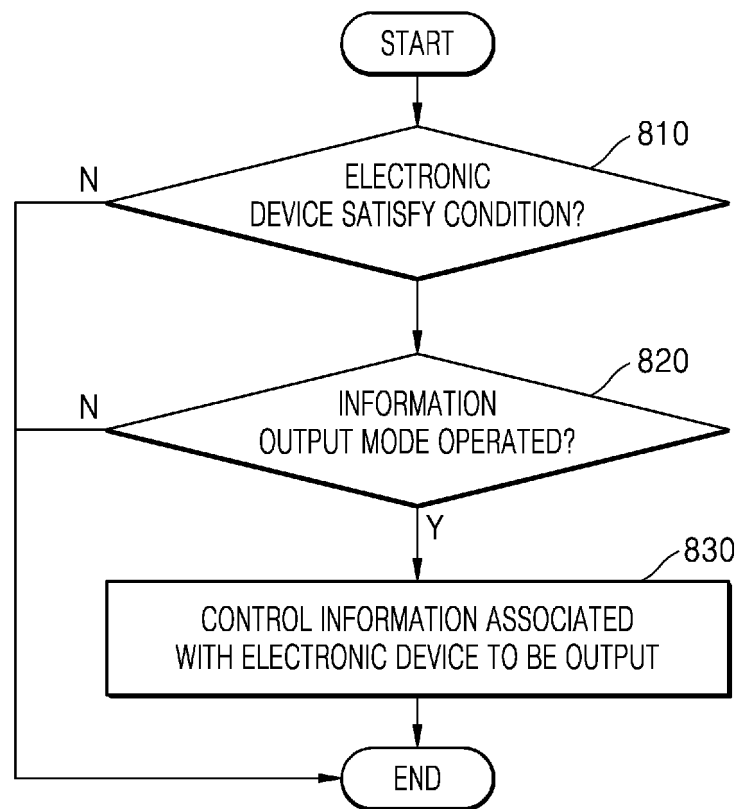 START
810
N
ELECTRONIC
DEVICE SATISFY CONDITION?
820
N
INFORMATION
OUTPUT MODE OPERATED?
Y
830
CONTROL INFORMATION ASSOCIATED
WITH ELECTRONIC DEVICE TO BE OUTPUT
END